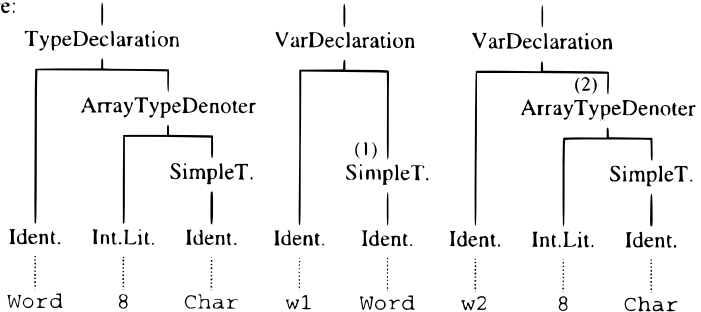 re:
TypeDeclaration VarDeclaration VarDeclaration
(2)
ArrayTypeDenoter ArrayTypeDenoter
(1)
SimpleT. SimpleT. SimpleT.
Ident. Int.Lit. Ident. Ident. Ident. Ident. Int.Lit. Ident.
Word 8 Char w1 Word w2 8 Char